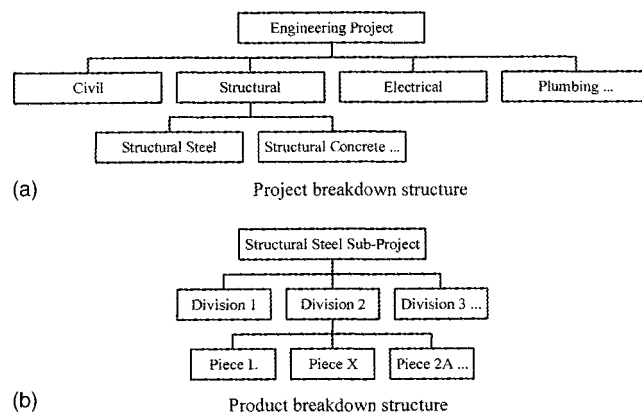 Engineering Project
Civil
Structural
Electrical
Plumbing ...
Structural Steel
Structural Concrete ...
(a)
Project breakdown structure
Structural Steel Sub-Project
Division 1
Division 2
Division 3 ...
Piece 1.
Piece X
Piece 2A ...
(b)
Product breakdown structure